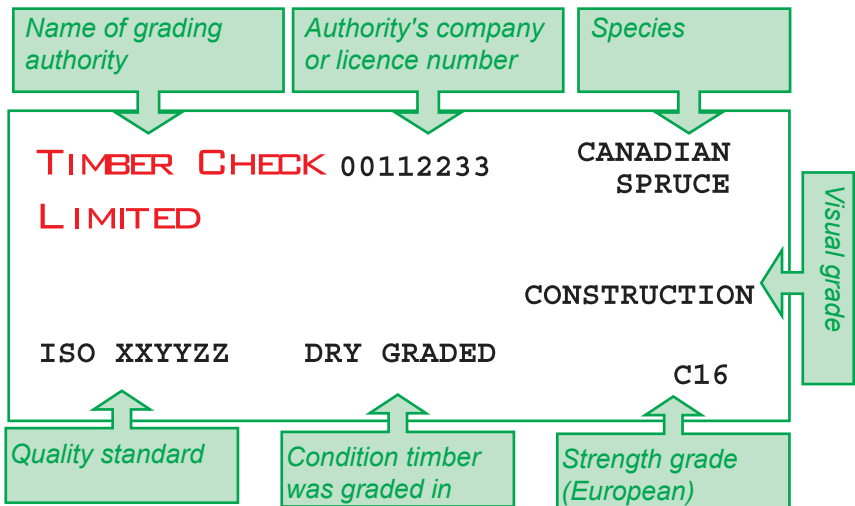 Name of grading
authority
Authority's company
or licence number
Species
TIMBER CHECK
LIMITED
00112233
CANADIAN
SPRUCE
Visual grade
CONSTRUCTION
ISO XXYYZZ
DRY GRADED
C16
Quality standard
Condition timber
was graded in
Strength grade
(European)